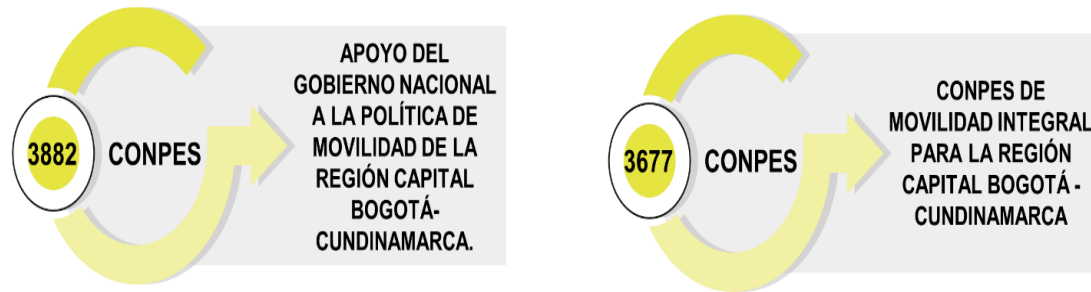 3882 CONPES
APOYO DEL
GOBIERNO NACIONAL
A LA POLÍTICA DE
MOVILIDAD DE LA
REGIÓN CAPITAL
BOGOTÁ-
CUNDINAMARCA.
3677 CONPES
CONPES DE
MOVILIDAD INTEGRAL
PARA LA REGIÓN
CAPITAL BOGOTÁ -
CUNDINAMARCA